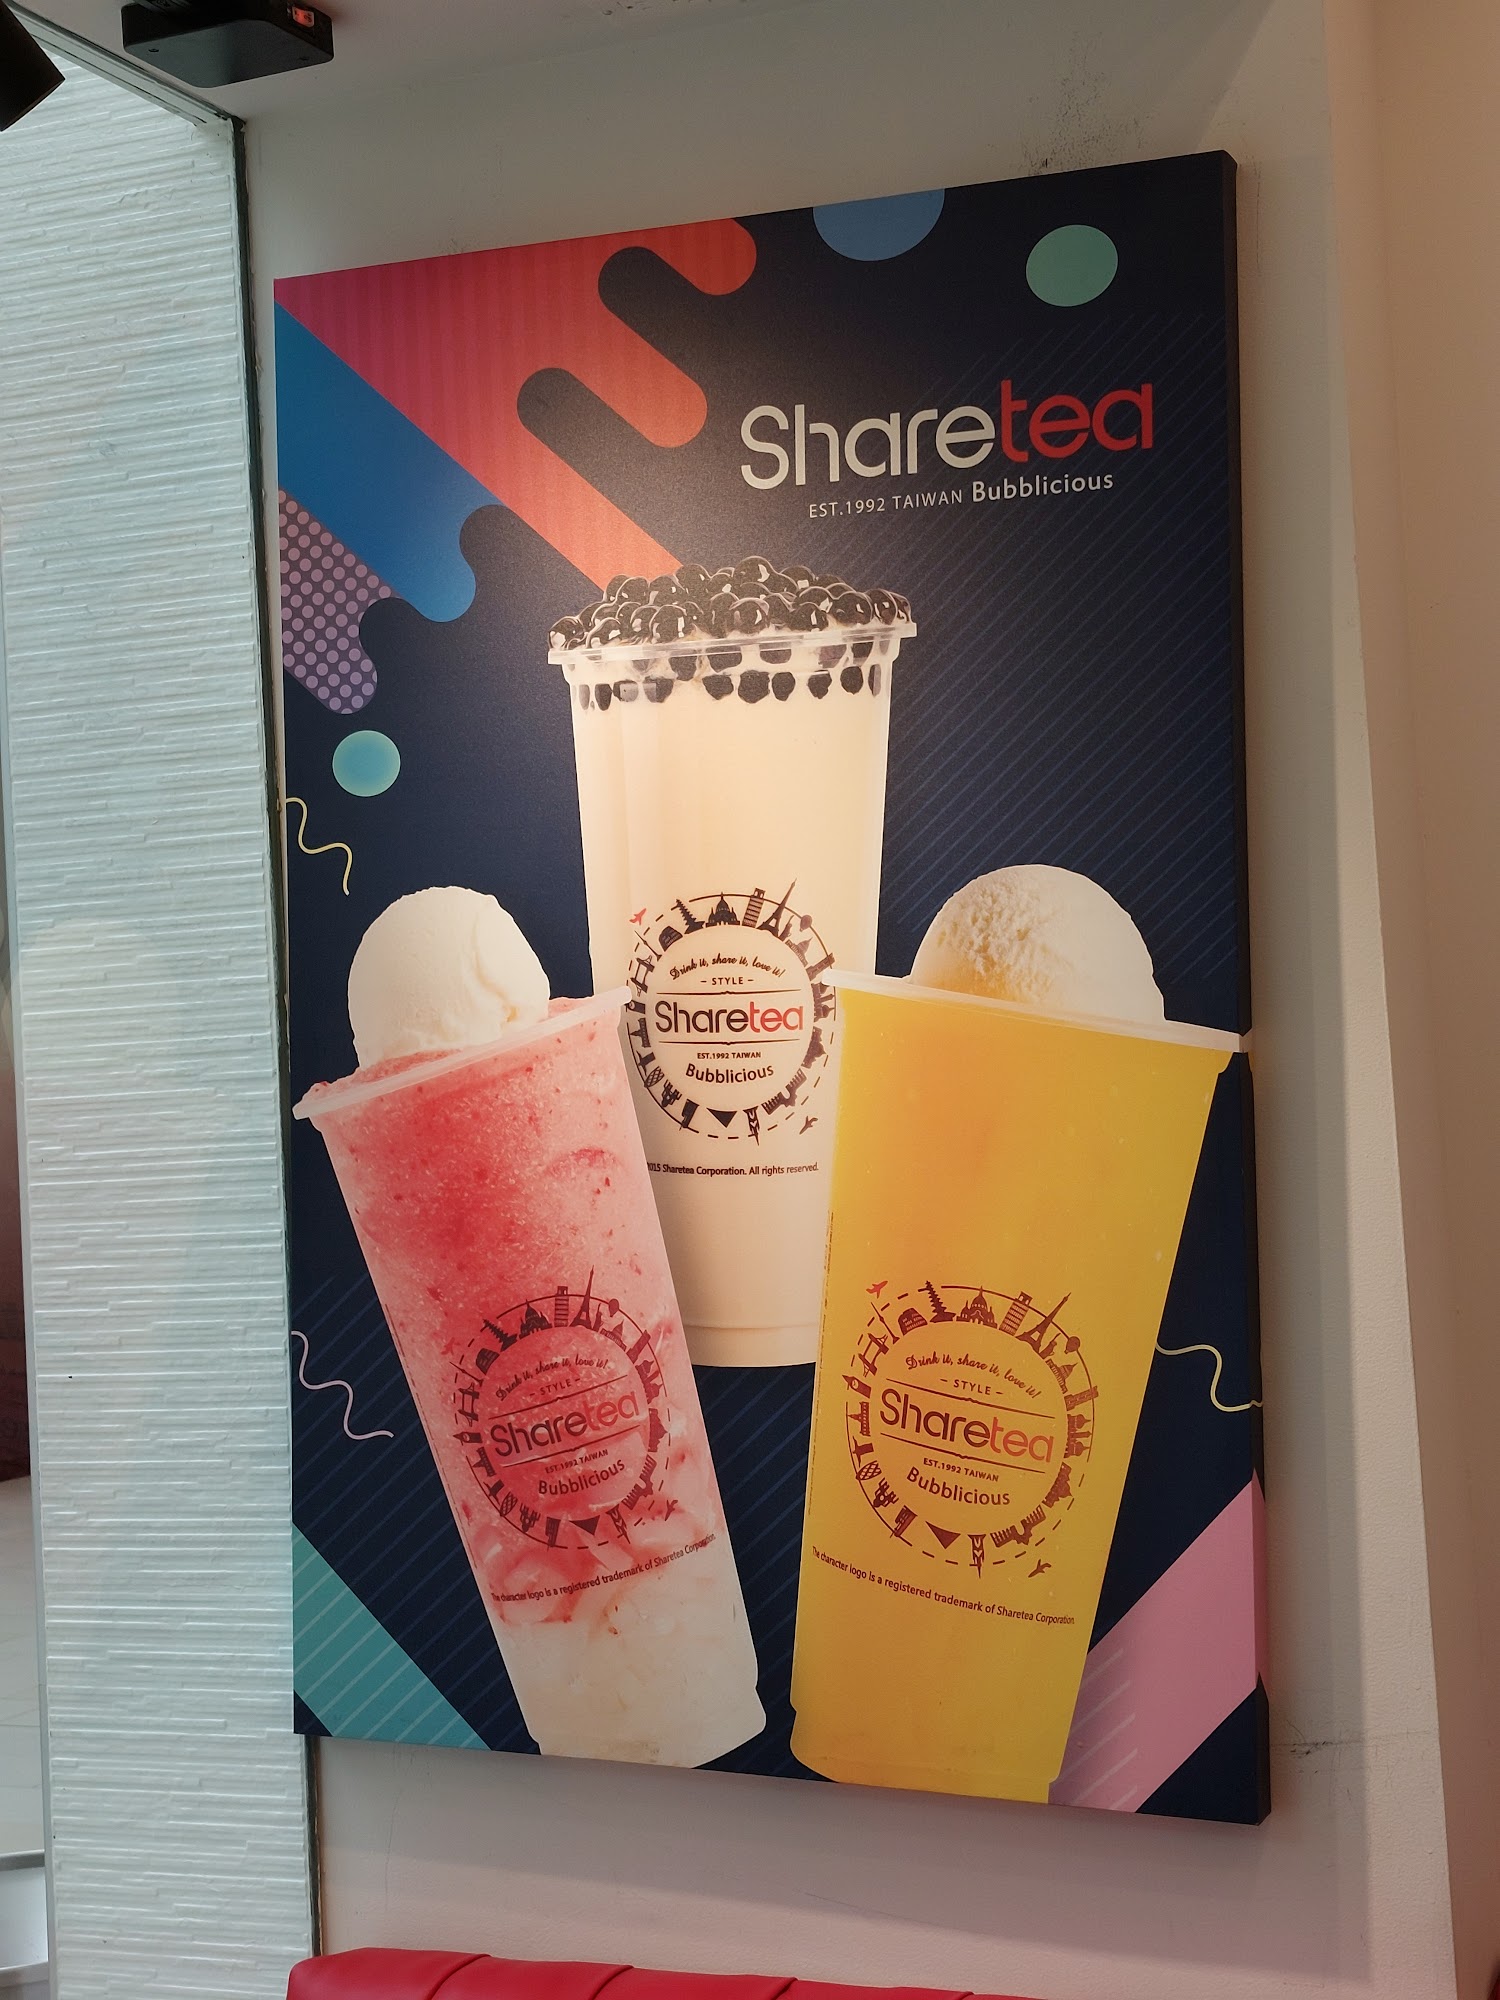 Sharetea
EST.1992 TAIWAN Bubblicious
Drink it, share it, love it!
– STYLE –
Sharetea
EST.1992 TAIWAN
Bubblicious
Sharetea Corporation. All rights reserved.
Drink it, share it, love it!
– STYLE –
Sharetea
EST.1992 TAIWAN
Bubblicious
The character logo is a registered trademark of Sharetea Corporation.
Drink it, share it, love it!
– STYLE –
Sharetea
EST.1992 TAIWAN
Bubblicious
The character logo is a registered trademark of Sharetea Corporation.